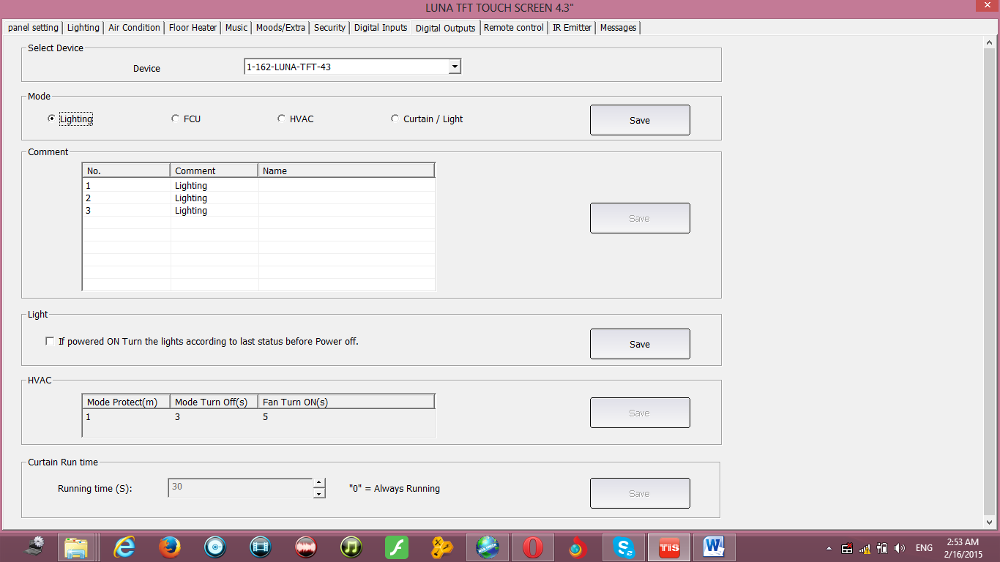 LUNA TFT TOUCH SCREEN 4.3"
panel setting Lighting Air Condition Floor Heater Music Moods/Extra Security Digital Inputs Digital Outputs Remote control IR Emitter Messages
Select Device
Device 1-162-LUNA-TFT-43
Mode
Lighting FCU HVAC Curtain / Light Save
Comment
No. Comment Name
1 Lighting
2 Lighting
3 Lighting
Save
Light
If powered ON Turn the lights according to last status before Power off. Save
HVAC
Mode Protect(m) Mode Turn Off(s) Fan Turn ON(s)
1 3 5
Save
Curtain Run time
Running time (S): 30 "0" = Always Running Save
TIS
ENG
2:53 AM
2/16/2015